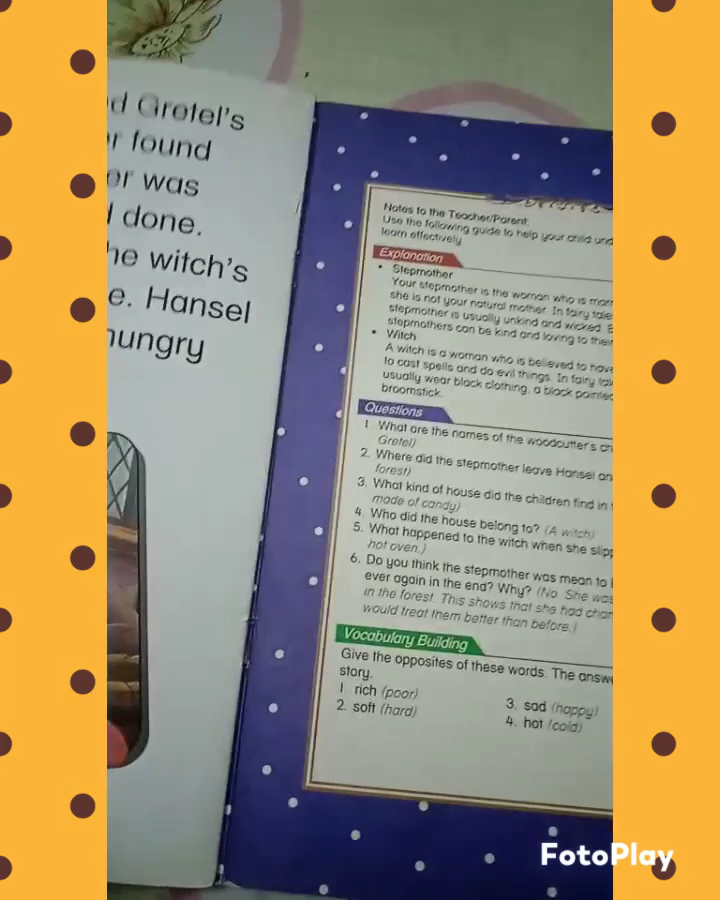 d Gretel's
r found
er was
done.
he witch's
e. Hansel
hungry
Notes to the Teacher/Parent:
Use the following guide to help your child und
learn effectively.
Explanation
• Stepmother
Your stepmother is the woman who is marr
she is not your natural mother. In fairy tale
stepmother is usually unkind and wicked. B
stepmothers can be kind and loving to their
• Witch
A witch is a woman who is believed to have
to cast spells and do evil things. In fairy tal
usually wear black clothing, a black pointed
broomstick.
Questions
1. What are the names of the woodcutter's ch
Gretel)
2. Where did the stepmother leave Hansel an
forest)
3. What kind of house did the children find in
made of candy)
4. Who did the house belong to? (A witch)
5. What happened to the witch when she slipp
hot oven.)
6. Do you think the stepmother was mean to
ever again in the end? Why? (No. She was
in the forest. This shows that she had chan
would treat them better than before.)
Vocabulary Building
Give the opposites of these words. The answe
story.
1. rich (poor)
2. soft (hard)
3. sad (happy)
4. hot (cold)
FotoPlay